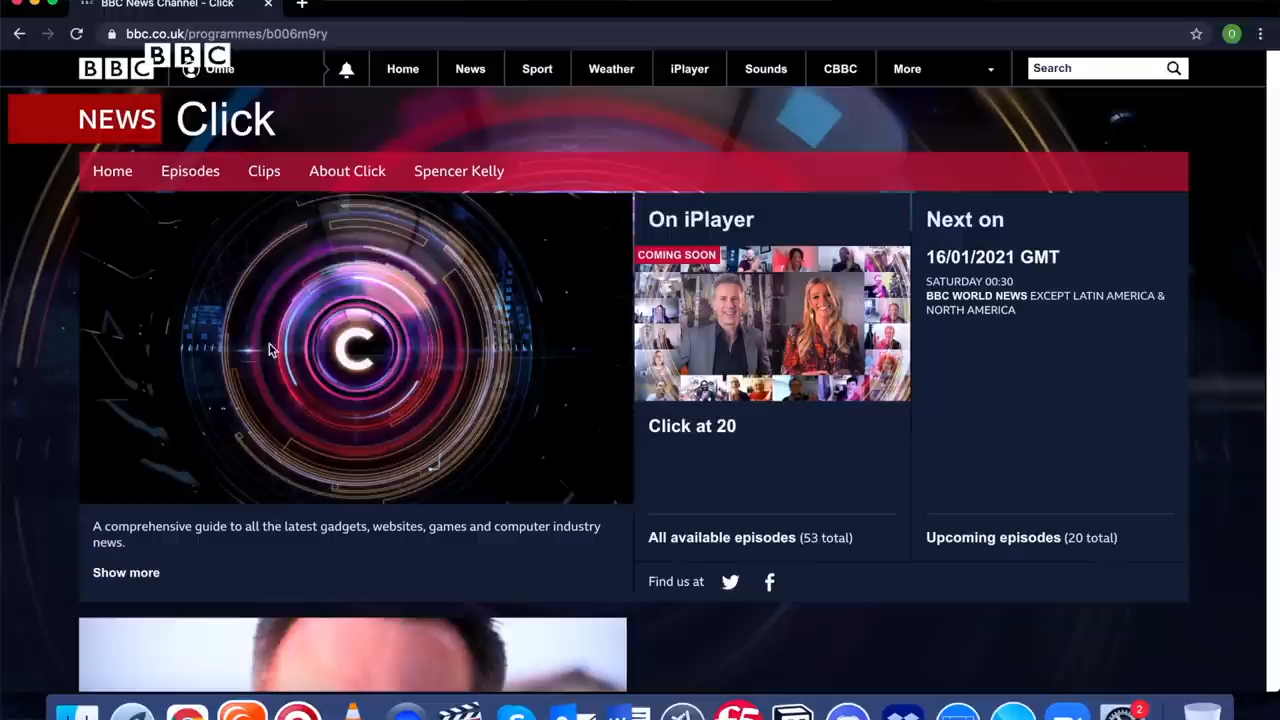 BBC News Channel - Click
bbc.co.uk/programmes/b006m9ry
O
BBC
BBC
Omie
Home
News
Sport
Weather
iPlayer
Sounds
CBBC
More
Search
NEWS
Click
Home
Episodes
Clips
About Click
Spencer Kelly
C
A comprehensive guide to all the latest gadgets, websites, games and computer industry
news.
Show more
On iPlayer
COMING SOON
Click at 20
All available episodes (53 total)
Find us at
Next on
16/01/2021 GMT
SATURDAY 00:30
BBC WORLD NEWS EXCEPT LATIN AMERICA &
NORTH AMERICA
Upcoming episodes (20 total)
2